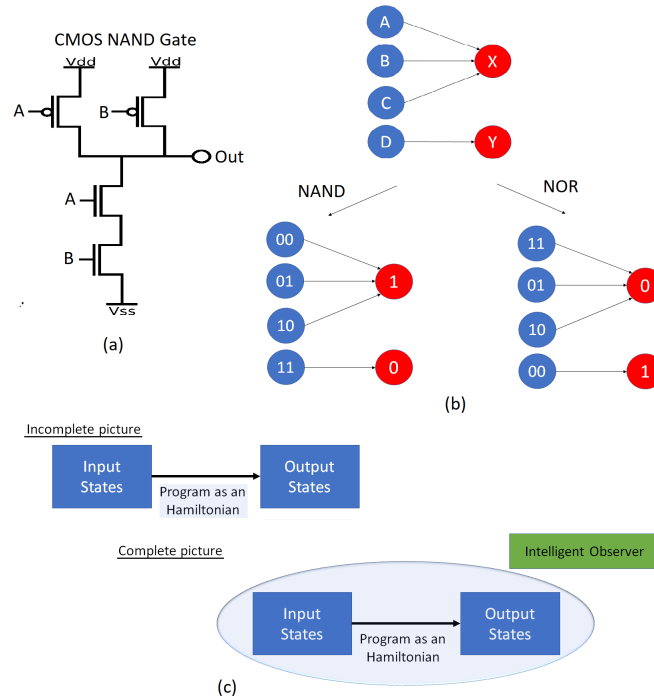 CMOS NAND Gate
Vdd
Vdd
A
B
Out
A
B
Vss
(a)
A
B
X
C
D
Y
NAND
NOR
00
01
1
10
11
0
11
01
0
10
00
1
(b)
Incomplete picture
Input
States
Program as an
Hamiltonian
Output
States
Complete picture
Intelligent Observer
Input
States
Program as an
Hamiltonian
Output
States
(c)